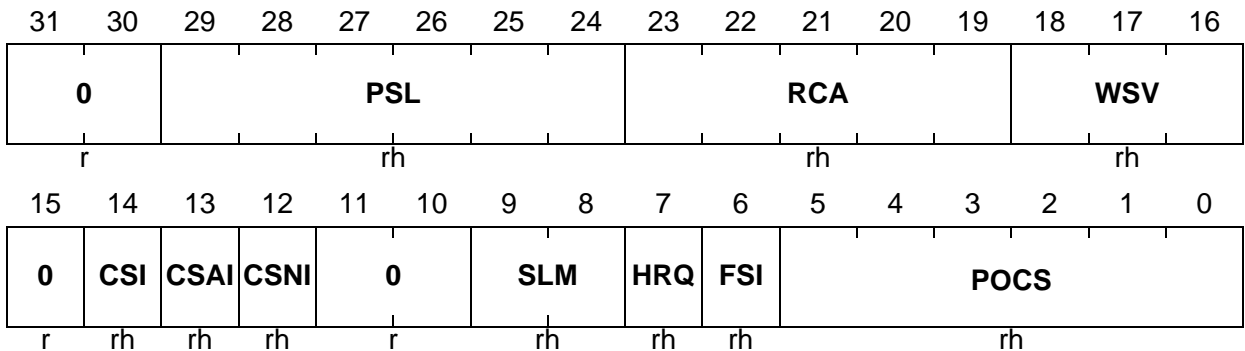 31 30 29 28 27 26 25 24 23 22 21 20 19 18 17 16
0 PSL RCA WSV
r rh rh rh
15 14 13 12 11 10 9 8 7 6 5 4 3 2 1 0
0 CSI CSAI CSNI 0 SLM HRQ FSI POCS
r rh rh rh r rh rh rh rh